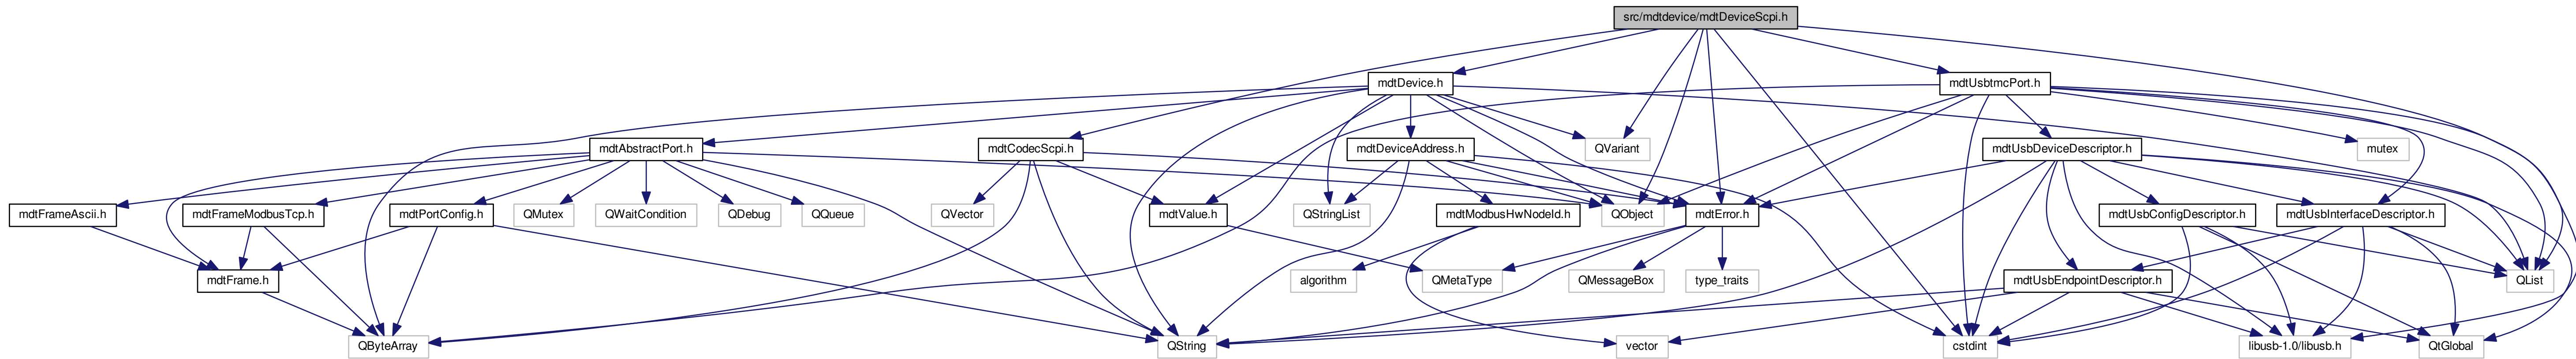 src/mdtdevice/mdtDeviceScpi.h
mdtDevice.h
mdtUsbtmcPort.h
mdtAbstractPort.h
mdtCodecScpi.h
mdtDeviceAddress.h
QVariant
mdtUsbDeviceDescriptor.h
mutex
mdtFrameAscii.h
mdtFrameModbusTcp.h
mdtPortConfig.h
QMutex
QWaitCondition
QDebug
QQueue
QVector
mdtValue.h
QStringList
mdtModbusHwNodeId.h
QObject
mdtError.h
mdtUsbConfigDescriptor.h
mdtUsbInterfaceDescriptor.h
mdtFrame.h
algorithm
QMetaType
QMessageBox
type_traits
mdtUsbEndpointDescriptor.h
QList
QByteArray
QString
vector
cstdint
libusb-1.0/libusb.h
QtGlobal